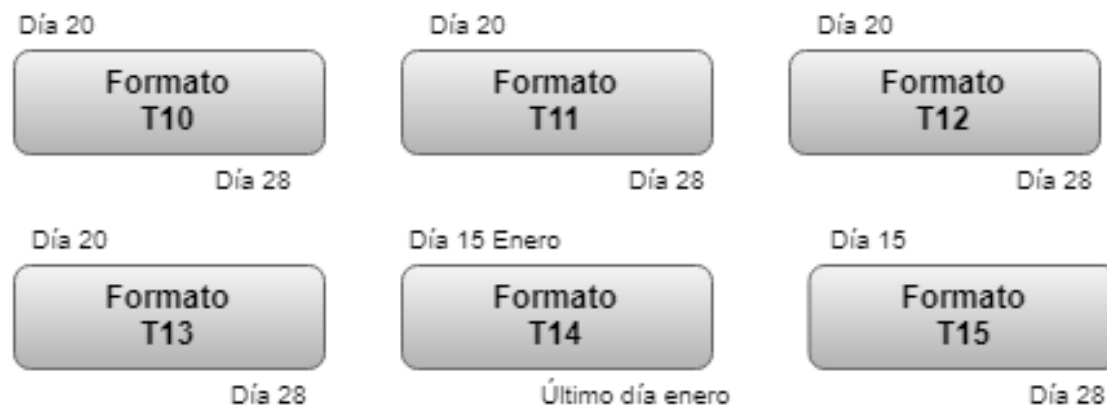 Día 20
Día 20
Día 20
Formato
T10
Formato
T11
Formato
T12
Día 28
Día 28
Día 28
Día 20
Día 15 Enero
Día 15
Formato
T13
Formato
T14
Formato
T15
Día 28
Último día enero
Día 28